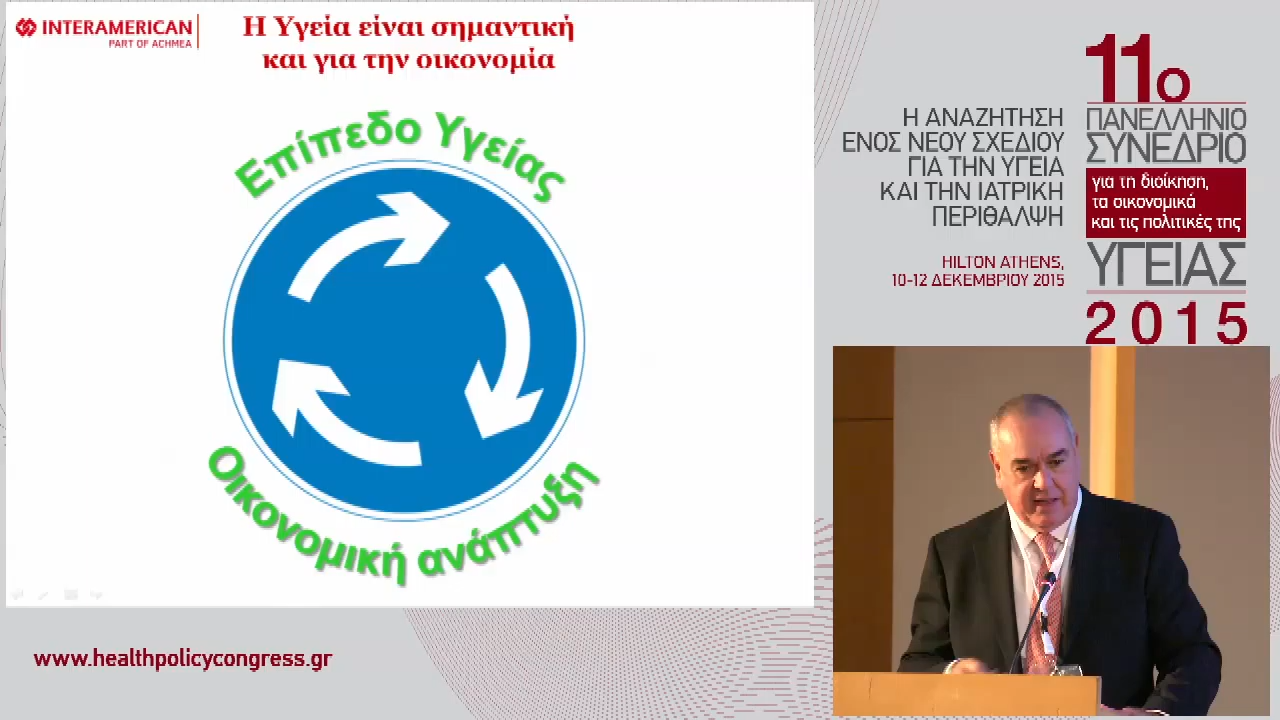 INTERAMERICAN
PART OF ACHMEA
Η Υγεία είναι σημαντική
και για την οικονομία
Επίπεδο Υγείας
Οικονομική ανάπτυξη
Η ΑΝΑΖΗΤΗΣΗ
ΕΝΟΣ ΝΕΟΥ ΣΧΕΔΙΟΥ
ΓΙΑ ΤΗΝ ΥΓΕΙΑ
ΚΑΙ ΤΗΝ ΙΑΤΡΙΚΗ
ΠΕΡΙΘΑΛΨΗ
HILTON ATHENS,
10-12 ΔΕΚΕΜΒΡΙΟΥ 2015
11ο
ΠΑΝΕΛΛΗΝΙΟ
ΣΥΝΕΔΡΙΟ
για τη διοίκηση,
τα οικονομικά
και τις πολιτικές της
ΥΓΕΙΑΣ
2015
www.healthpolicycongress.gr